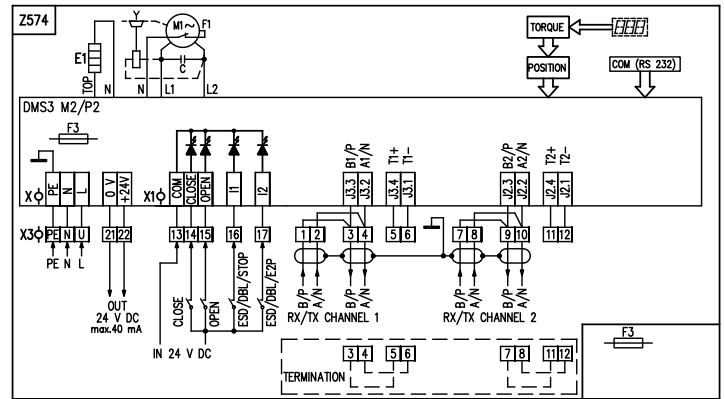 Z574
Y
M1~
F1
E1
C
TOP
N
N
L1
L2
TORQUE
POSITION
COM (RS 232)
DMS3 M2/P2
F3
X
PE
N
L
0 V
+24V
X1
COM
CLOSE
OPEN
I1
I2
B1/P
A1/N
T1+
T1-
J3.3
J3.2
J3.4
J3.1
B2/P
A2/N
T2+
T2-
J2.3
J2.2
J2.4
J2.1
X3
PE
N
U
21
22
13
14
15
16
17
1
2
3
4
5
6
7
8
9
10
11
12
PE
N
L
OUT
24 V DC
max.40 mA
CLOSE
OPEN
ESD/DBL/STOP
ESD/DBL/E2P
IN 24 V DC
B/P
A/N
B/P
A/N
RX/TX CHANNEL 1
B/P
A/N
B/P
A/N
RX/TX CHANNEL 2
TERMINATION
3
4
5
6
7
8
11
12
F3